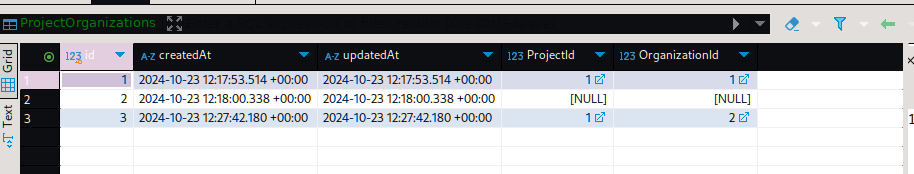 ProjectOrganizations
Grid
Text
123 id A-Z createdAt A-Z updatedAt 123 ProjectId 123 OrganizationId
1 1 2024-10-23 12:17:53.514 +00:00 2024-10-23 12:17:53.514 +00:00 1 1
2 2 2024-10-23 12:18:00.338 +00:00 2024-10-23 12:18:00.338 +00:00 [NULL] [NULL]
3 3 2024-10-23 12:27:42.180 +00:00 2024-10-23 12:27:42.180 +00:00 1 2